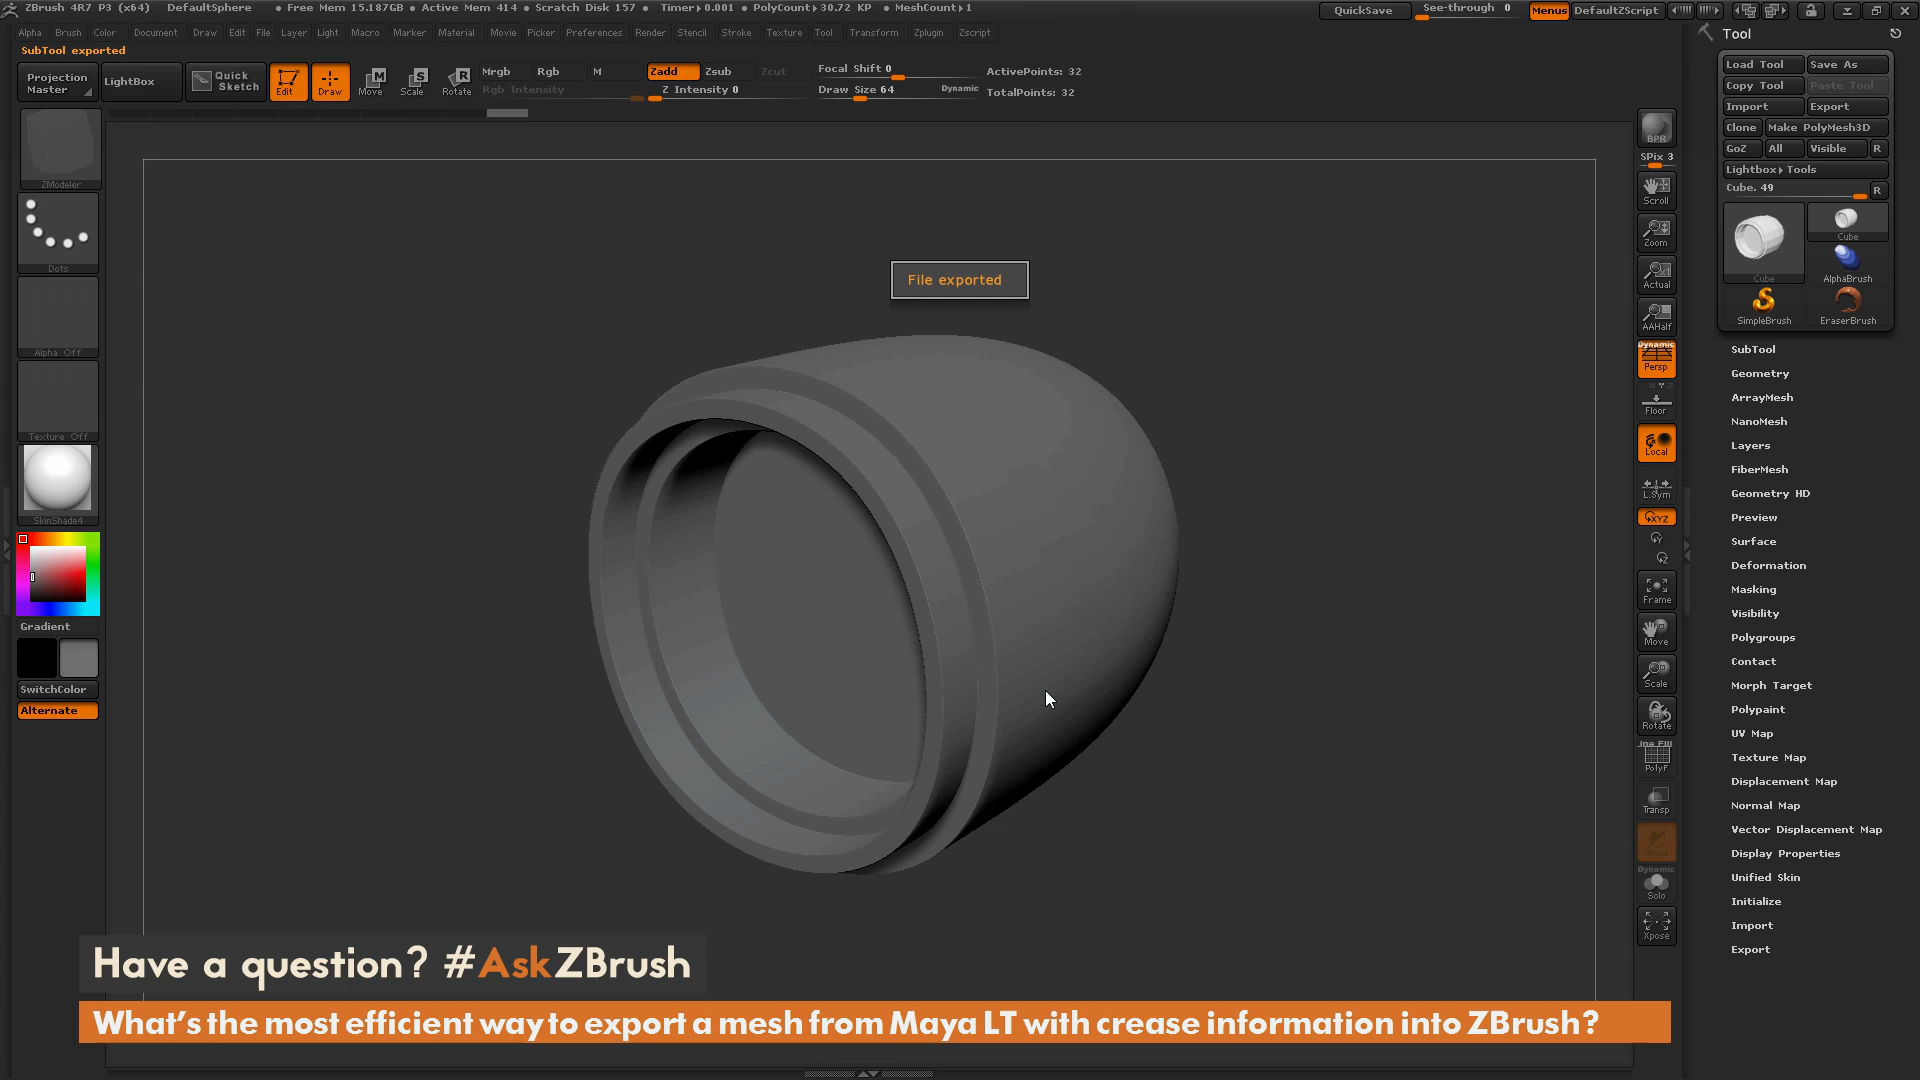 ZBrush 4R7 P3 (x64) DefaultSphere • Free Mem 15.187GB • Active Mem 414 • Scratch Disk 157 • Timer▸0.001 • PolyCount▸30.72 KP • MeshCount▸1 QuickSave See-through 0 Menus DefaultZScript
Alpha Brush Color Document Draw Edit File Layer Light Macro Marker Material Movie Picker Preferences Render Stencil Stroke Texture Tool Transform Zplugin Zscript
SubTool exported
Projection Master LightBox Quick Sketch Edit Draw Move Scale Rotate
Mrgb Rgb M Zadd Zsub Zcut
Rgb Intensity Z Intensity 0
Focal Shift 0
Draw Size 64 Dynamic
ActivePoints: 32
TotalPoints: 32
ZModeler
Dots
Alpha Off
Texture Off
SkinShade4
Gradient
SwitchColor
Alternate
File exported
BPR
SPix 3
Scroll
Zoom
Actual
AAHalf
Dynamic
Persp
Floor
Local
L.Sym
XYZ
Frame
Move
Scale
Rotate
PolyF
Transp
Dynamic
Solo
Xpose
Tool
Load Tool Save As
Copy Tool Paste Tool
Import Export
Clone Make PolyMesh3D
GoZ All Visible R
Lightbox▸Tools
Cube. 49 R
Cube Cube
AlphaBrush
SimpleBrush EraserBrush
SubTool
Geometry
ArrayMesh
NanoMesh
Layers
FiberMesh
Geometry HD
Preview
Surface
Deformation
Masking
Visibility
Polygroups
Contact
Morph Target
Polypaint
UV Map
Texture Map
Displacement Map
Normal Map
Vector Displacement Map
Display Properties
Unified Skin
Initialize
Import
Export
Have a question? #AskZBrush
What's the most efficient way to export a mesh from Maya LT with crease information into ZBrush?